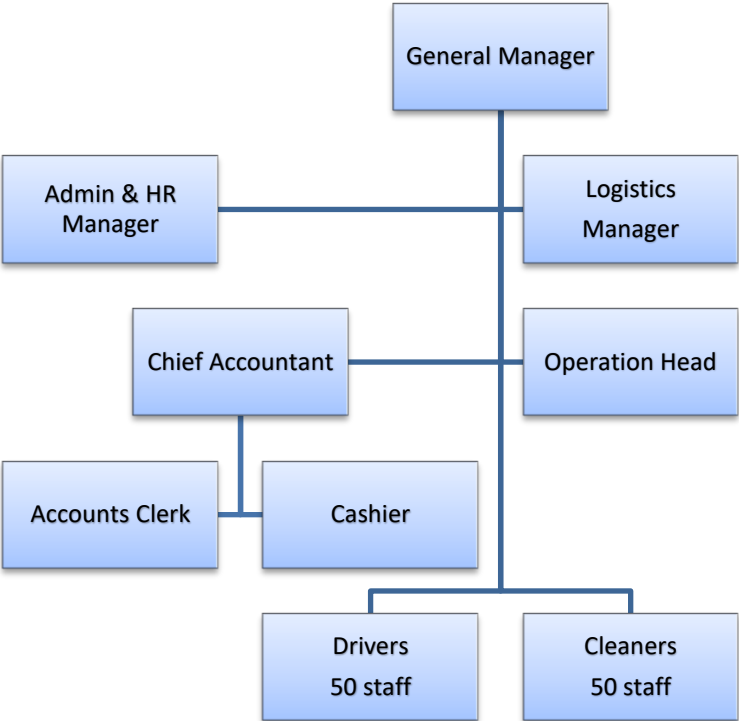 General Manager
Admin & HR
Manager
Logistics
Manager
Chief Accountant
Operation Head
Accounts Clerk
Cashier
Drivers
50 staff
Cleaners
50 staff